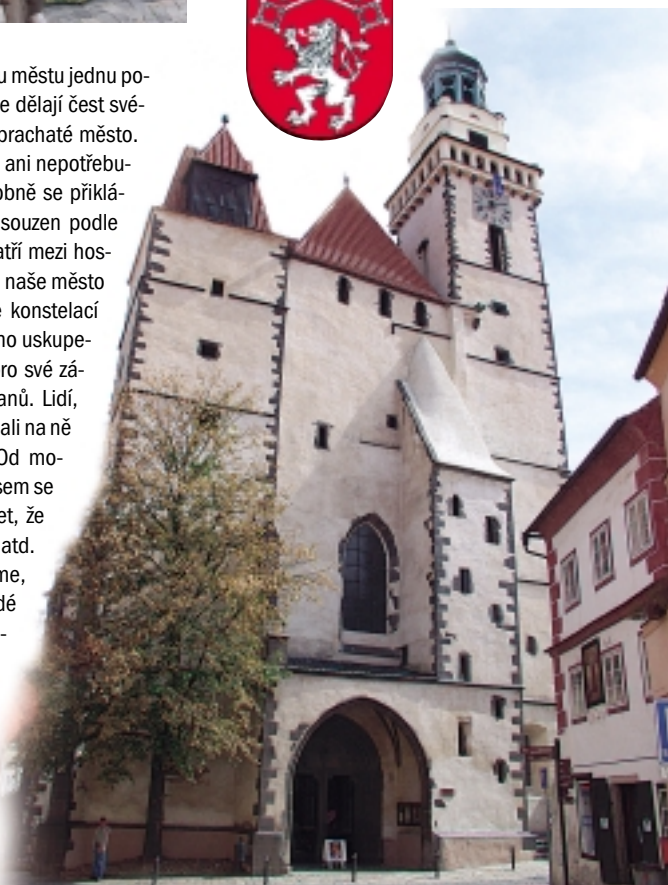 u městu jednu po-
e dělají čest své-
prachaté město.
ani nepotřebu-
obně se přiklá-
souzen podle
atří mezi hos-
naše město
konstelací
no uskupe-
ro své zá-
anů. Lidí,
ali na ně
Od mo-
sem se
et, že
atd.
me,
dé
-